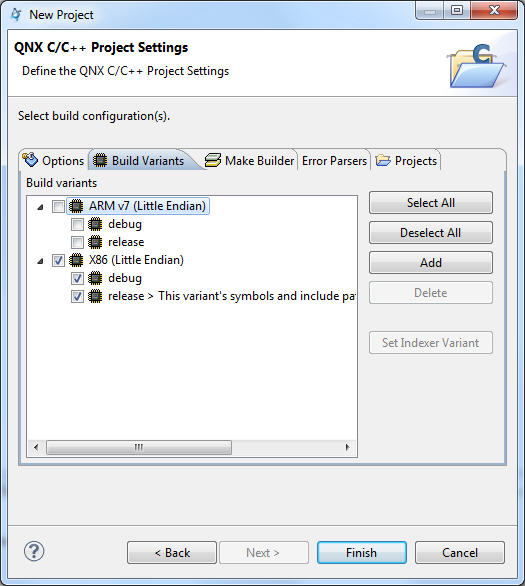 New Project
QNX C/C++ Project Settings
Define the QNX C/C++ Project Settings
C
Select build configuration(s).
Options Build Variants Make Builder Error Parsers Projects
Build variants
ARM v7 (Little Endian)
debug
release
X86 (Little Endian)
debug
release > This variant's symbols and include pa
Select All
Deselect All
Add
Delete
Set Indexer Variant
?
< Back Next > Finish Cancel